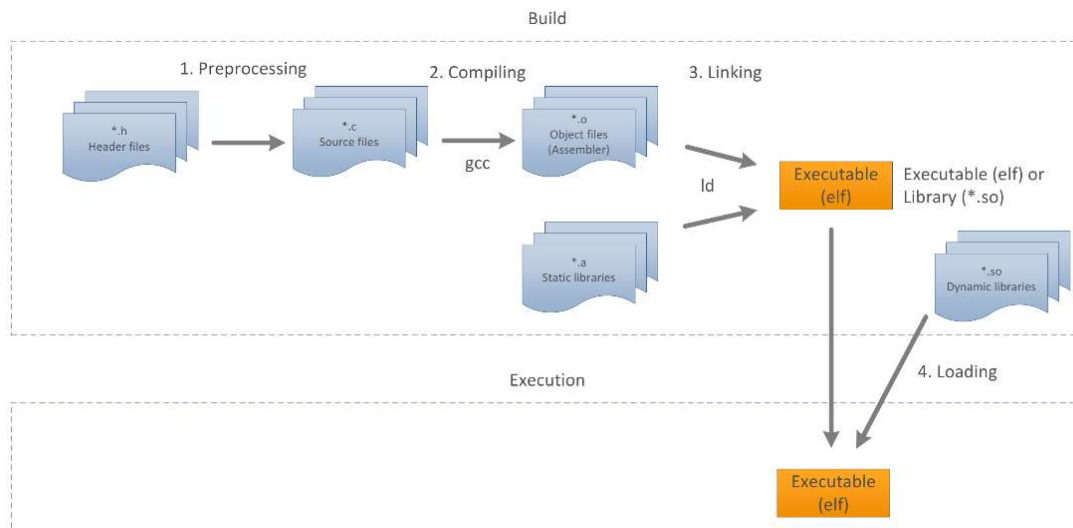 Build
1. Preprocessing
2. Compiling
3. Linking
*.h
Header files
*.c
Source files
gcc
*.o
Object files
(Assembler)
ld
*.a
Static libraries
Executable
(elf)
Executable (elf) or
Library (*.so)
*.so
Dynamic libraries
4. Loading
Execution
Executable
(elf)